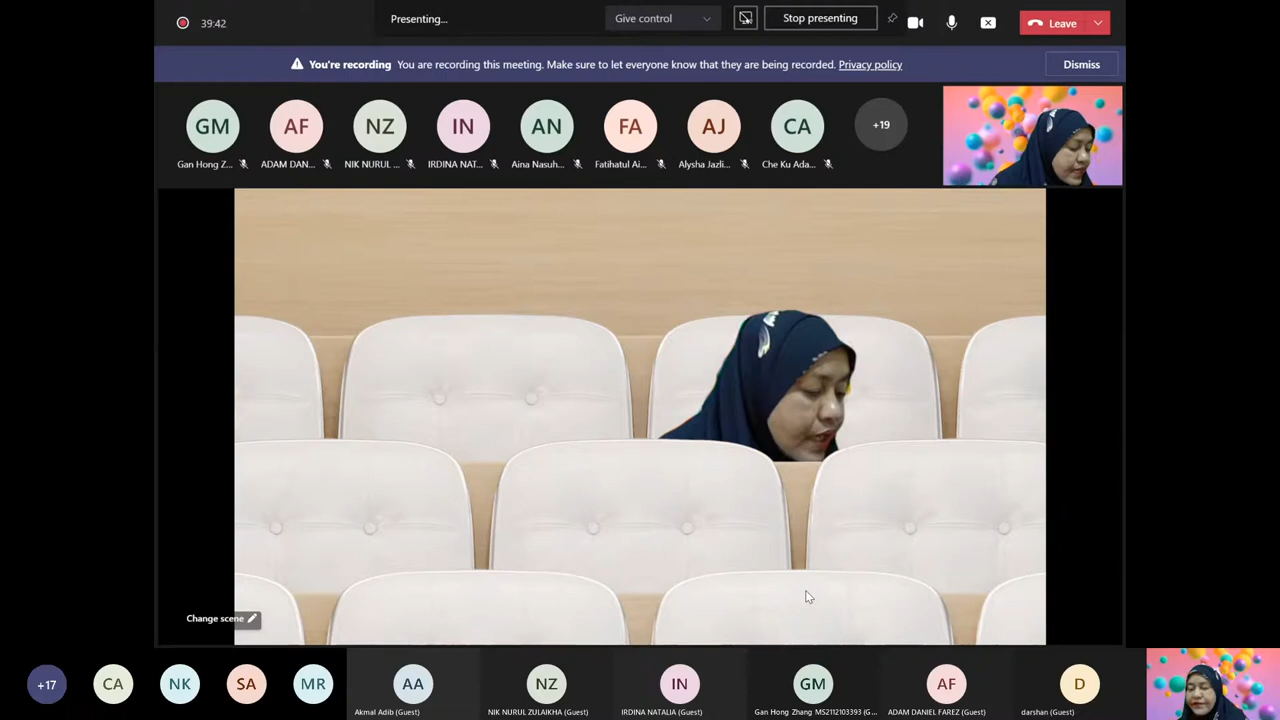 39:42
Presenting...
Give control
Stop presenting
Leave
You're recording You are recording this meeting. Make sure to let everyone know that they are being recorded. Privacy policy
Dismiss
GM AF NZ IN AN FA AJ CA +19
Gan Hong Z... ADAM DAN... NIK NURUL ... IRDINA NAT... Aina Nasuh... Fatihatul Ai... Alysha Jazli... Che Ku Ada...
Change scene
+17 CA NK SA MR AA NZ IN GM AF D
Akmal Adib (Guest) NIK NURUL ZULAIKHA (Guest) IRDINA NATALIA (Guest) Gan Hong Zhang MS2112103393 (G... ADAM DANIEL FAREZ (Guest) darshan (Guest)